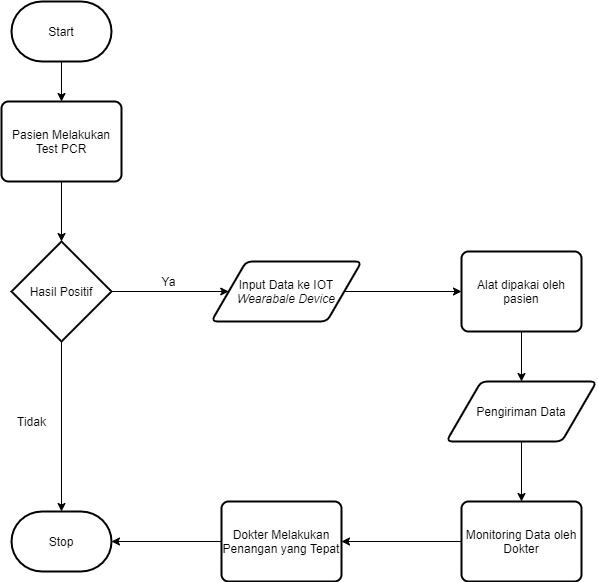 Start
Pasien Melakukan
Test PCR
Hasil Positif
Ya
Input Data ke IOT
Wearabale Device
Alat dipakai oleh
pasien
Pengiriman Data
Tidak
Monitoring Data oleh
Dokter
Dokter Melakukan
Penangan yang Tepat
Stop